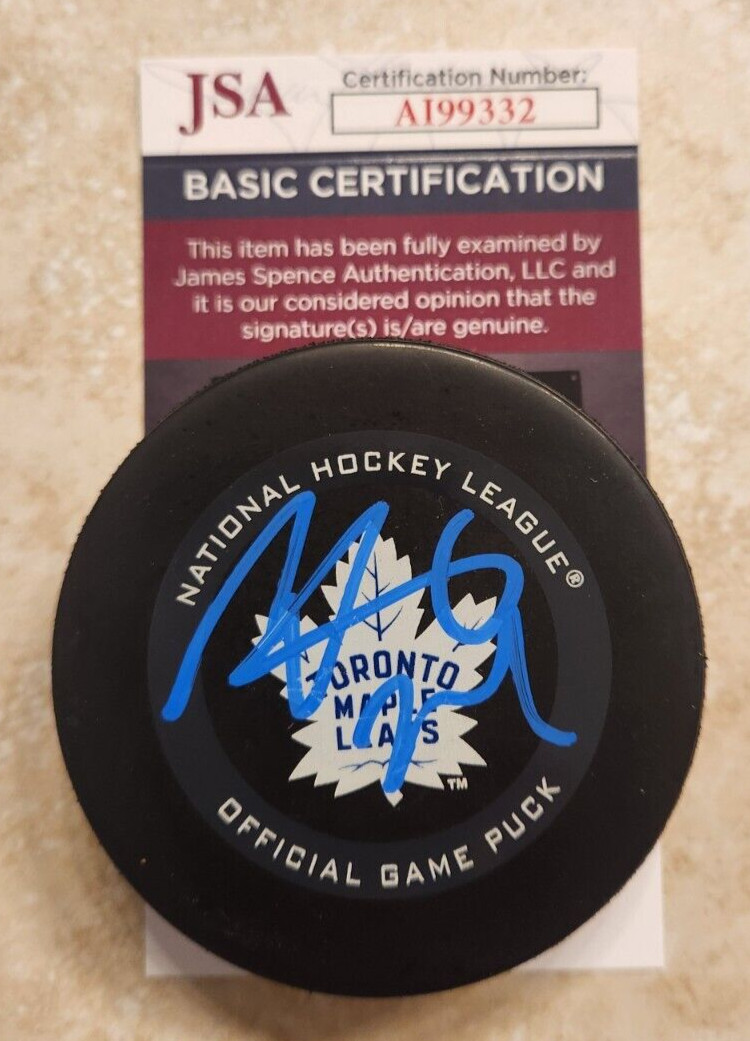 JSA
Certification Number:
AI99332
BASIC CERTIFICATION
This item has been fully examined by
James Spence Authentication, LLC and
it is our considered opinion that the
signature(s) is/are genuine.
NATIONAL HOCKEY LEAGUE®
TORONTO
MAPLE
LEAFS
TM
OFFICIAL GAME PUCK